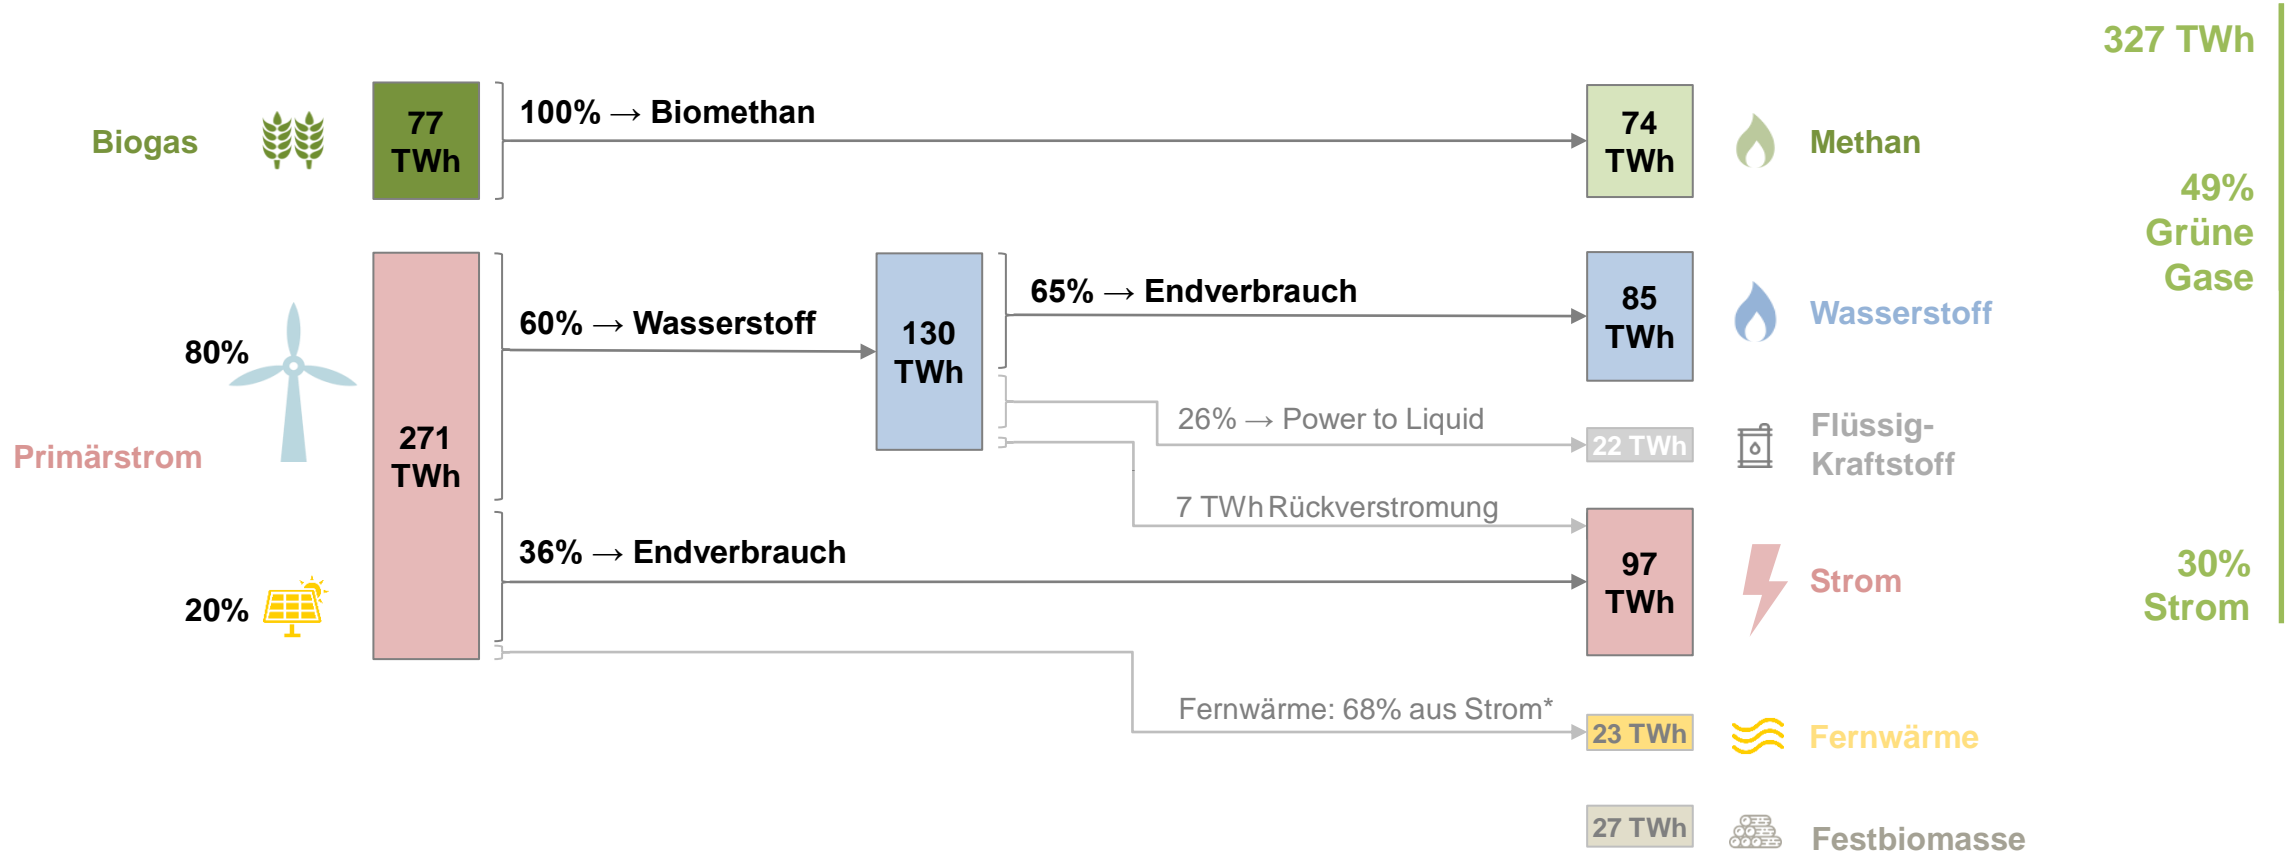 327 TWh
Biogas
77
TWh
100% → Biomethan
74
TWh
Methan
49%
Grüne
Gase
Primärstrom
80%
20%
271
TWh
60% → Wasserstoff
130
TWh
65% → Endverbrauch
85
TWh
Wasserstoff
26% → Power to Liquid
22 TWh
Flüssig-
Kraftstoff
7 TWh Rückverstromung
36% → Endverbrauch
97
TWh
Strom
30%
Strom
Fernwärme: 68% aus Strom*
23 TWh
Fernwärme
27 TWh
Festbiomasse